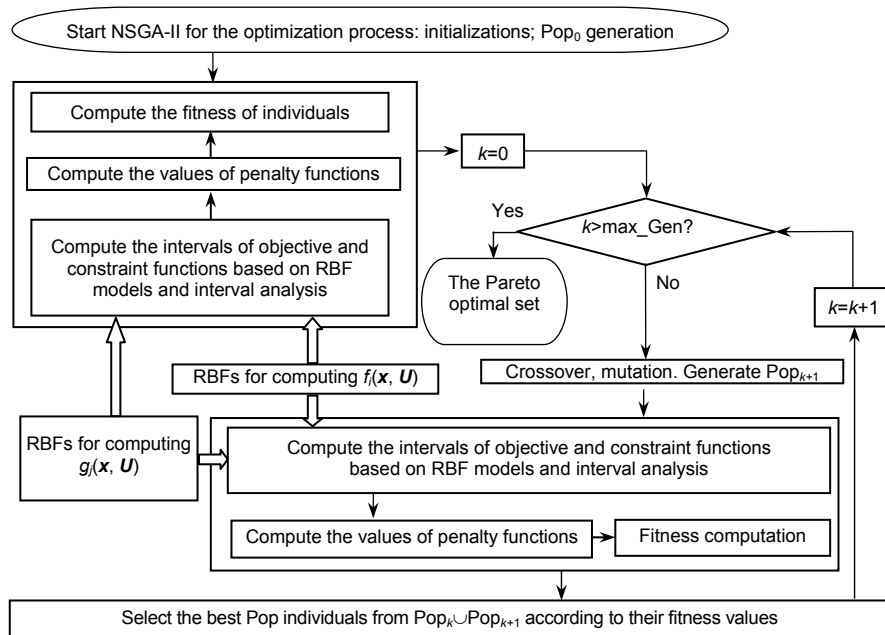 Start NSGA-II for the optimization process: initializations; Pop₀ generation
Compute the fitness of individuals
Compute the values of penalty functions
Compute the intervals of objective and
constraint functions based on RBF
models and interval analysis
k=0
Yes
k>max_Gen?
The Pareto
optimal set
No
k=k+1
RBFs for computing fᵢ(x, U)
Crossover, mutation. Generate Popₖ₊₁
RBFs for computing
gⱼ(x, U)
Compute the intervals of objective and constraint functions
based on RBF models and interval analysis
Compute the values of penalty functions
Fitness computation
Select the best Pop individuals from Popₖ∪Popₖ₊₁ according to their fitness values